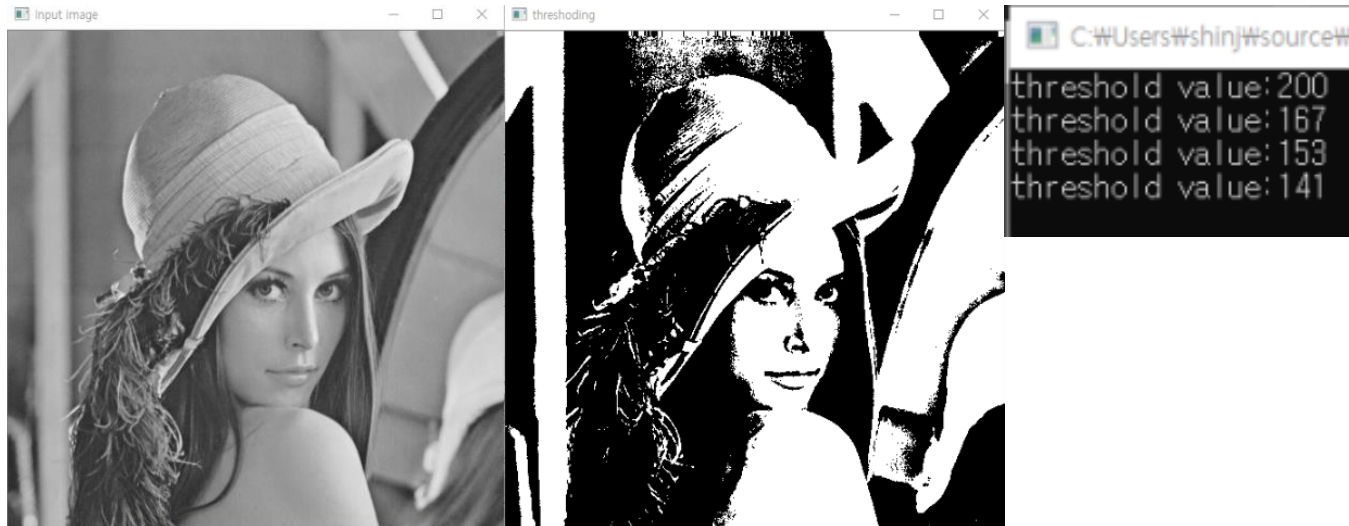 Input image
threshoding
C:₩Users₩shinj₩source₩
threshold value:200
threshold value:167
threshold value:153
threshold value:141